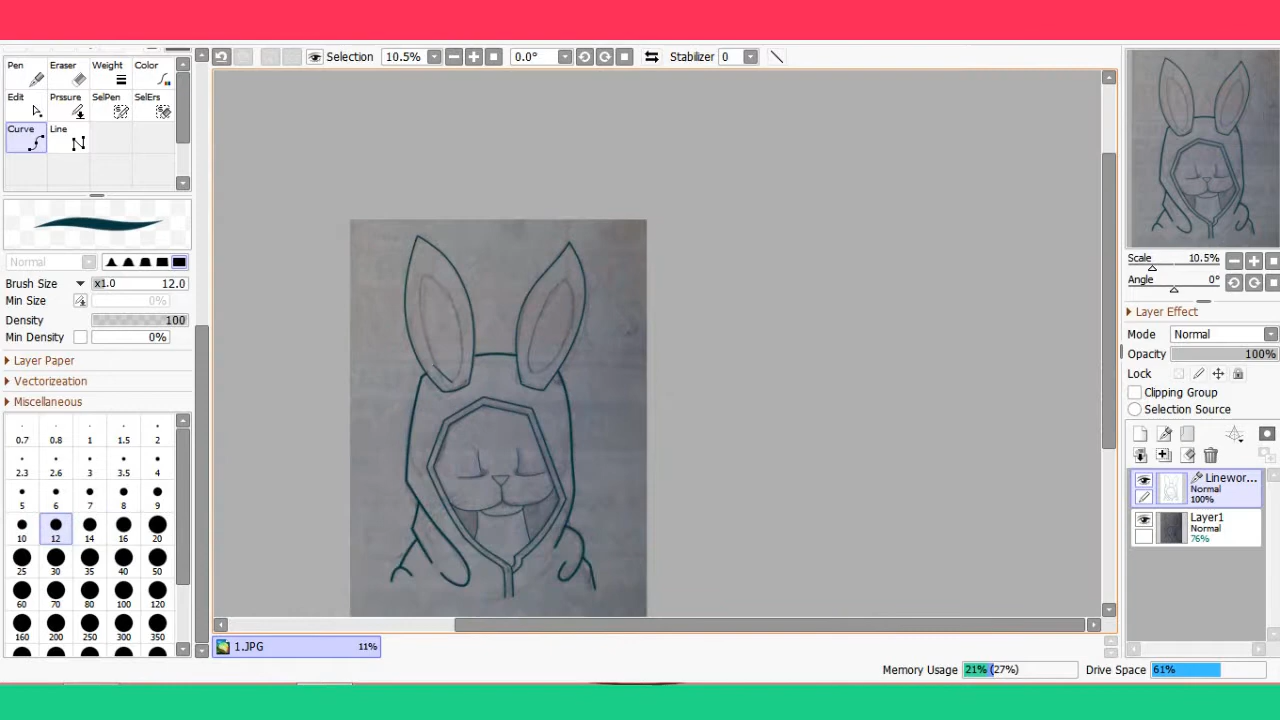 Pen Eraser Weight Color
Edit Prssure SelPen SelErs
Curve Line
Normal
Brush Size x1.0 12.0
Min Size 0%
Density 100
Min Density 0%
Layer Paper
Vectorizeation
Miscellaneous
0.7 0.8 1 1.5 2
2.3 2.6 3 3.5 4
5 6 7 8 9
10 12 14 16 20
25 30 35 40 50
60 70 80 100 120
160 200 250 300 350
Selection 10.5% 0.0° Stabilizer 0
1.JPG 11%
Memory Usage 21% (27%) Drive Space 61%
Scale 10.5%
Angle 0°
Layer Effect
Mode Normal
Opacity 100%
Lock
Clipping Group
Selection Source
Linewor...
Normal
100%
Layer1
Normal
76%